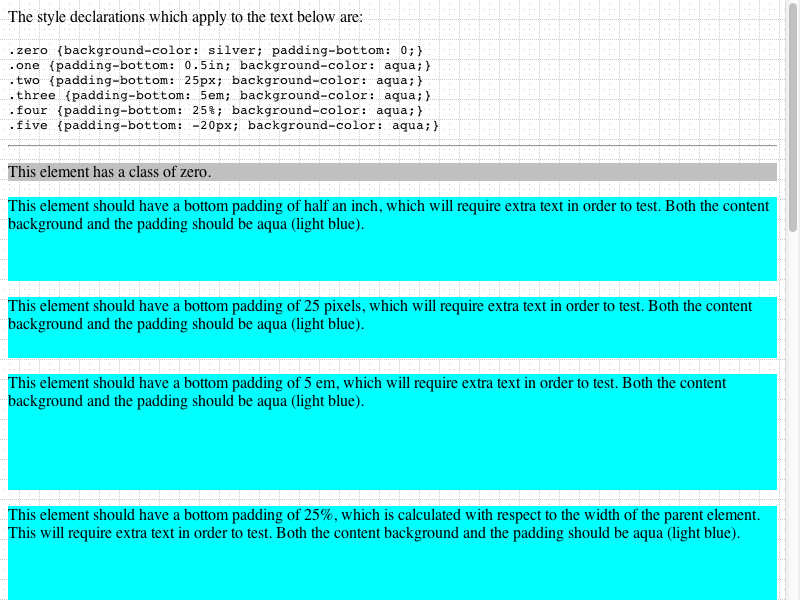 The style declarations which apply to the text below are:
.zero {background-color: silver; padding-bottom: 0;}
.one {padding-bottom: 0.5in; background-color: aqua;}
.two {padding-bottom: 25px; background-color: aqua;}
.three {padding-bottom: 5em; background-color: aqua;}
.four {padding-bottom: 25%; background-color: aqua;}
.five {padding-bottom: -20px; background-color: aqua;}
This element has a class of zero.
This element should have a bottom padding of half an inch, which will require extra text in order to test. Both the content
background and the padding should be aqua (light blue).
This element should have a bottom padding of 25 pixels, which will require extra text in order to test. Both the content
background and the padding should be aqua (light blue).
This element should have a bottom padding of 5 em, which will require extra text in order to test. Both the content
background and the padding should be aqua (light blue).
This element should have a bottom padding of 25%, which is calculated with respect to the width of the parent element.
This will require extra text in order to test. Both the content background and the padding should be aqua (light blue).